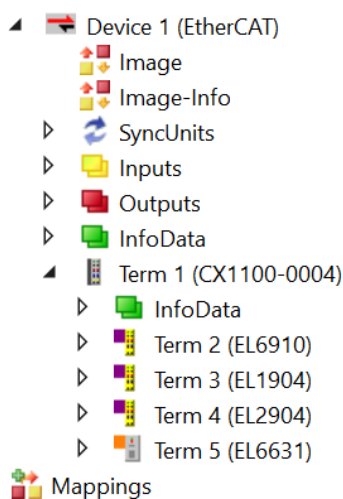 Device 1 (EtherCAT)
Image
Image-Info
SyncUnits
Inputs
Outputs
InfoData
Term 1 (CX1100-0004)
InfoData
Term 2 (EL6910)
Term 3 (EL1904)
Term 4 (EL2904)
Term 5 (EL6631)
Mappings